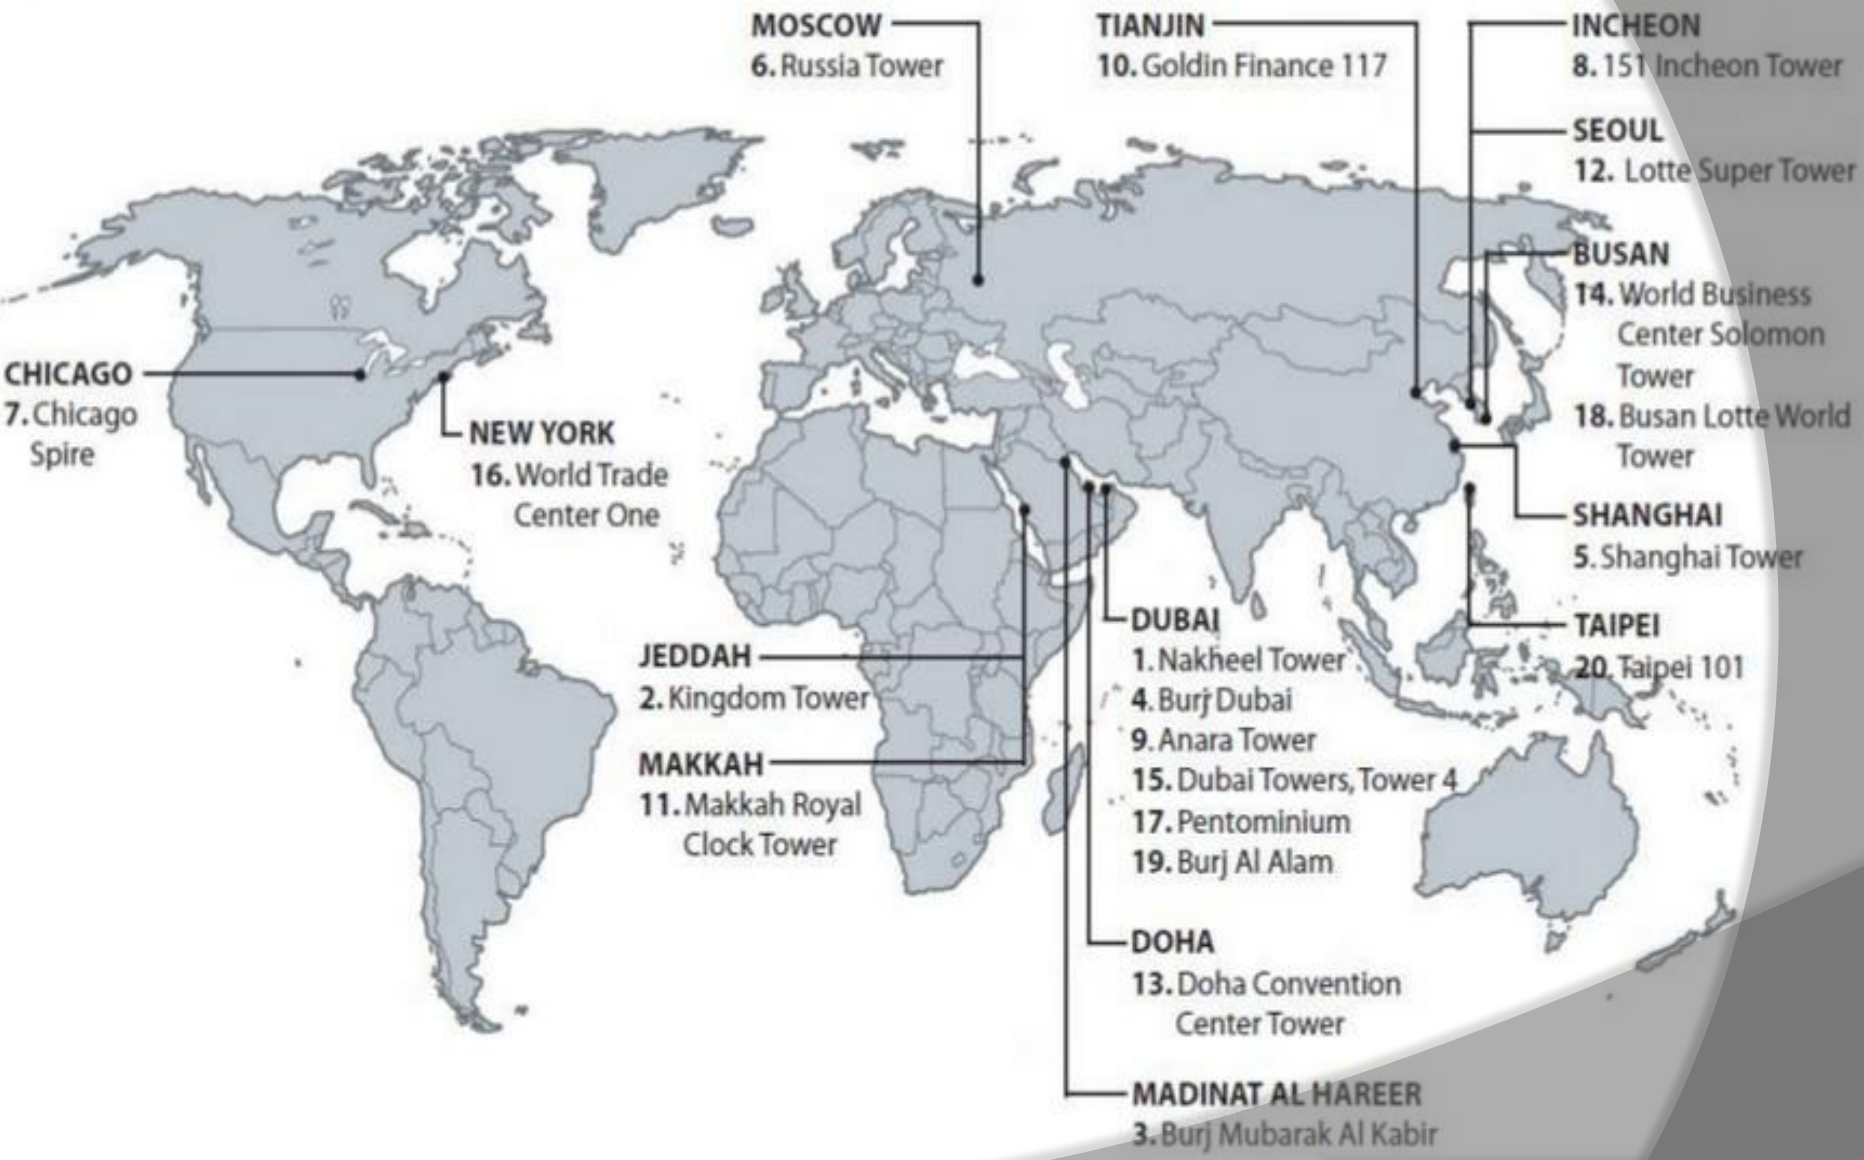 MOSCOW
6. Russia Tower
TIANJIN
10. Goldin Finance 117
INCHEON
8. 151 Incheon Tower
SEOUL
12. Lotte Super Tower
BUSAN
14. World Business
Center Solomon
Tower
18. Busan Lotte World
Tower
SHANGHAI
5. Shanghai Tower
TAIPEI
20. Taipei 101
CHICAGO
7. Chicago
Spire
NEW YORK
16. World Trade
Center One
JEDDAH
2. Kingdom Tower
MAKKAH
11. Makkah Royal
Clock Tower
DUBAI
1. Nakheel Tower
4. Burj Dubai
9. Anara Tower
15. Dubai Towers, Tower 4
17. Pentominium
19. Burj Al Alam
DOHA
13. Doha Convention
Center Tower
MADINAT AL HAREER
3. Burj Mubarak Al Kabir